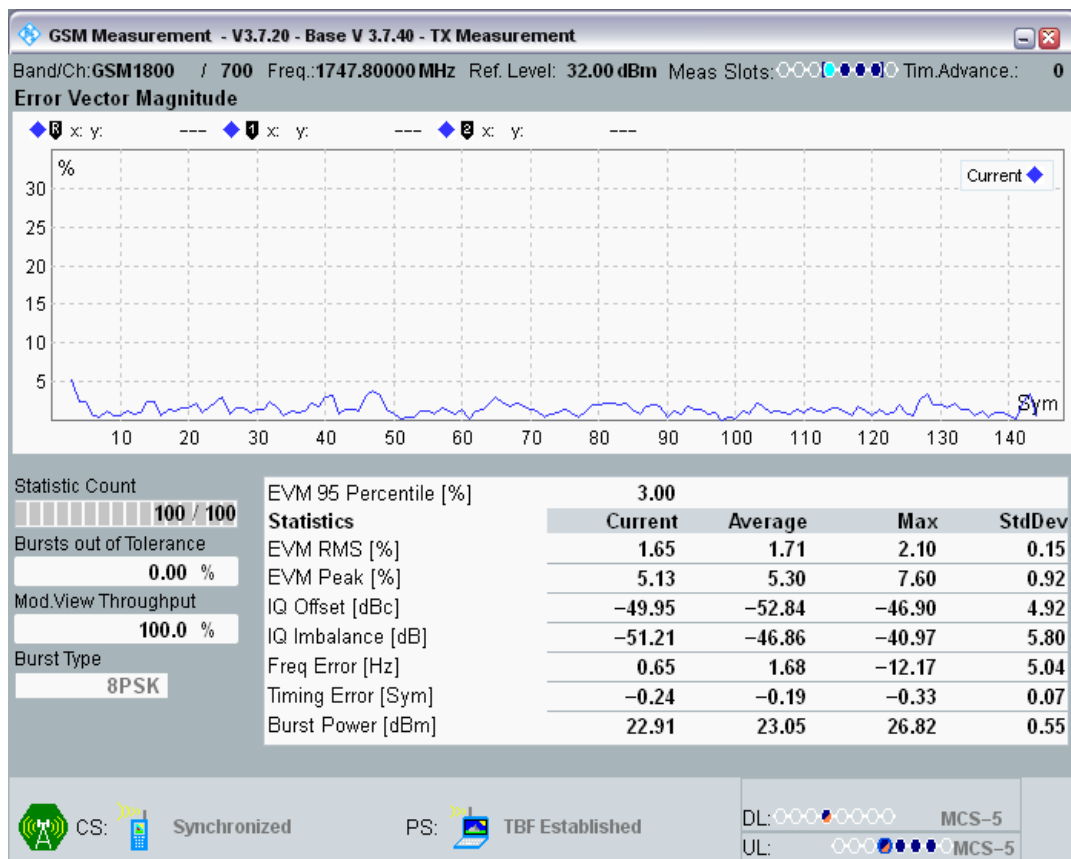 GSM Measurement - V3.7.20 - Base V 3.7.40 - TX Measurement
Band/Ch:GSM1800 / 700 Freq.:1747.80000 MHz Ref. Level: 32.00 dBm Meas Slots: Tim.Advance.: 0
Error Vector Magnitude
R x: y: --- 1 x: y: --- 2 x: y: ---
%
Current
30
25
20
15
10
5
Sym
10 20 30 40 50 60 70 80 90 100 110 120 130 140
Statistic Count
100 / 100
Bursts out of Tolerance
0.00 %
Mod.View Throughput
100.0 %
Burst Type
8PSK
EVM 95 Percentile [%] 3.00
Statistics Current Average Max StdDev
EVM RMS [%] 1.65 1.71 2.10 0.15
EVM Peak [%] 5.13 5.30 7.60 0.92
IQ Offset [dBc] −49.95 −52.84 −46.90 4.92
IQ Imbalance [dB] −51.21 −46.86 −40.97 5.80
Freq Error [Hz] 0.65 1.68 −12.17 5.04
Timing Error [Sym] −0.24 −0.19 −0.33 0.07
Burst Power [dBm] 22.91 23.05 26.82 0.55
CS: Synchronized PS: TBF Established
DL: MCS−5
UL: MCS−5